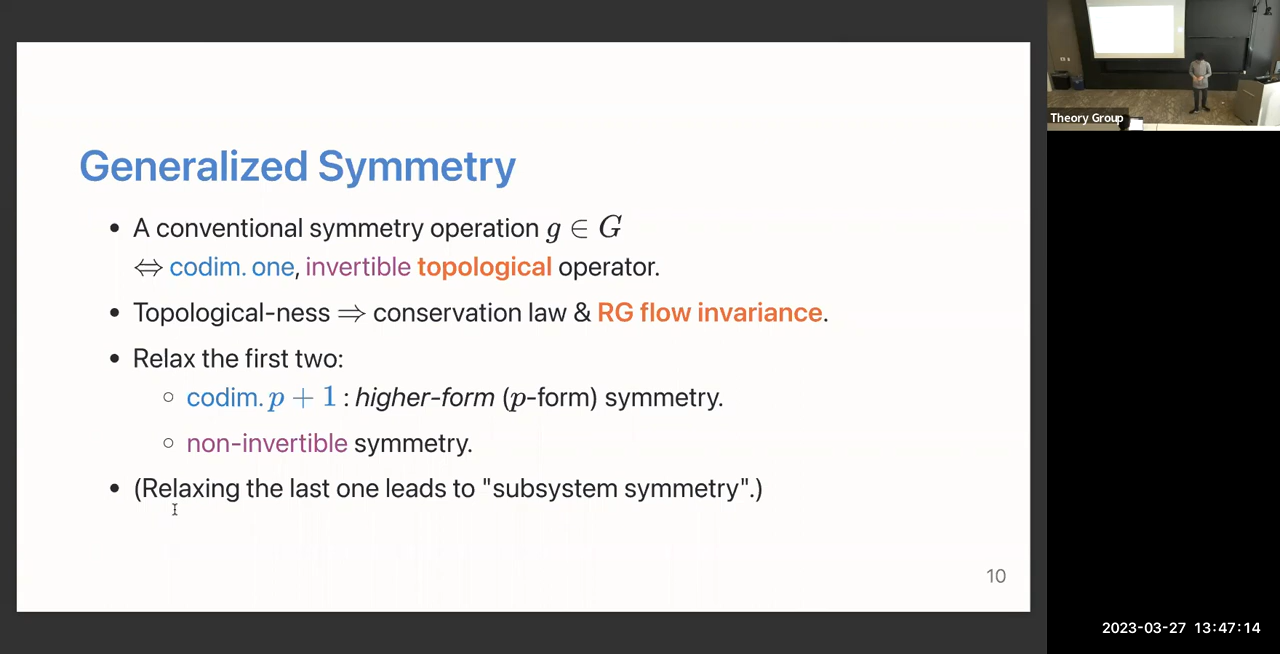 Generalized Symmetry
• A conventional symmetry operation g ∈ G
⇔ codim. one, invertible topological operator.
• Topological-ness ⇒ conservation law & RG flow invariance.
• Relax the first two:
○ codim. p + 1 : higher-form (p-form) symmetry.
○ non-invertible symmetry.
• (Relaxing the last one leads to "subsystem symmetry".)
10
Theory Group
2023-03-27 13:47:14